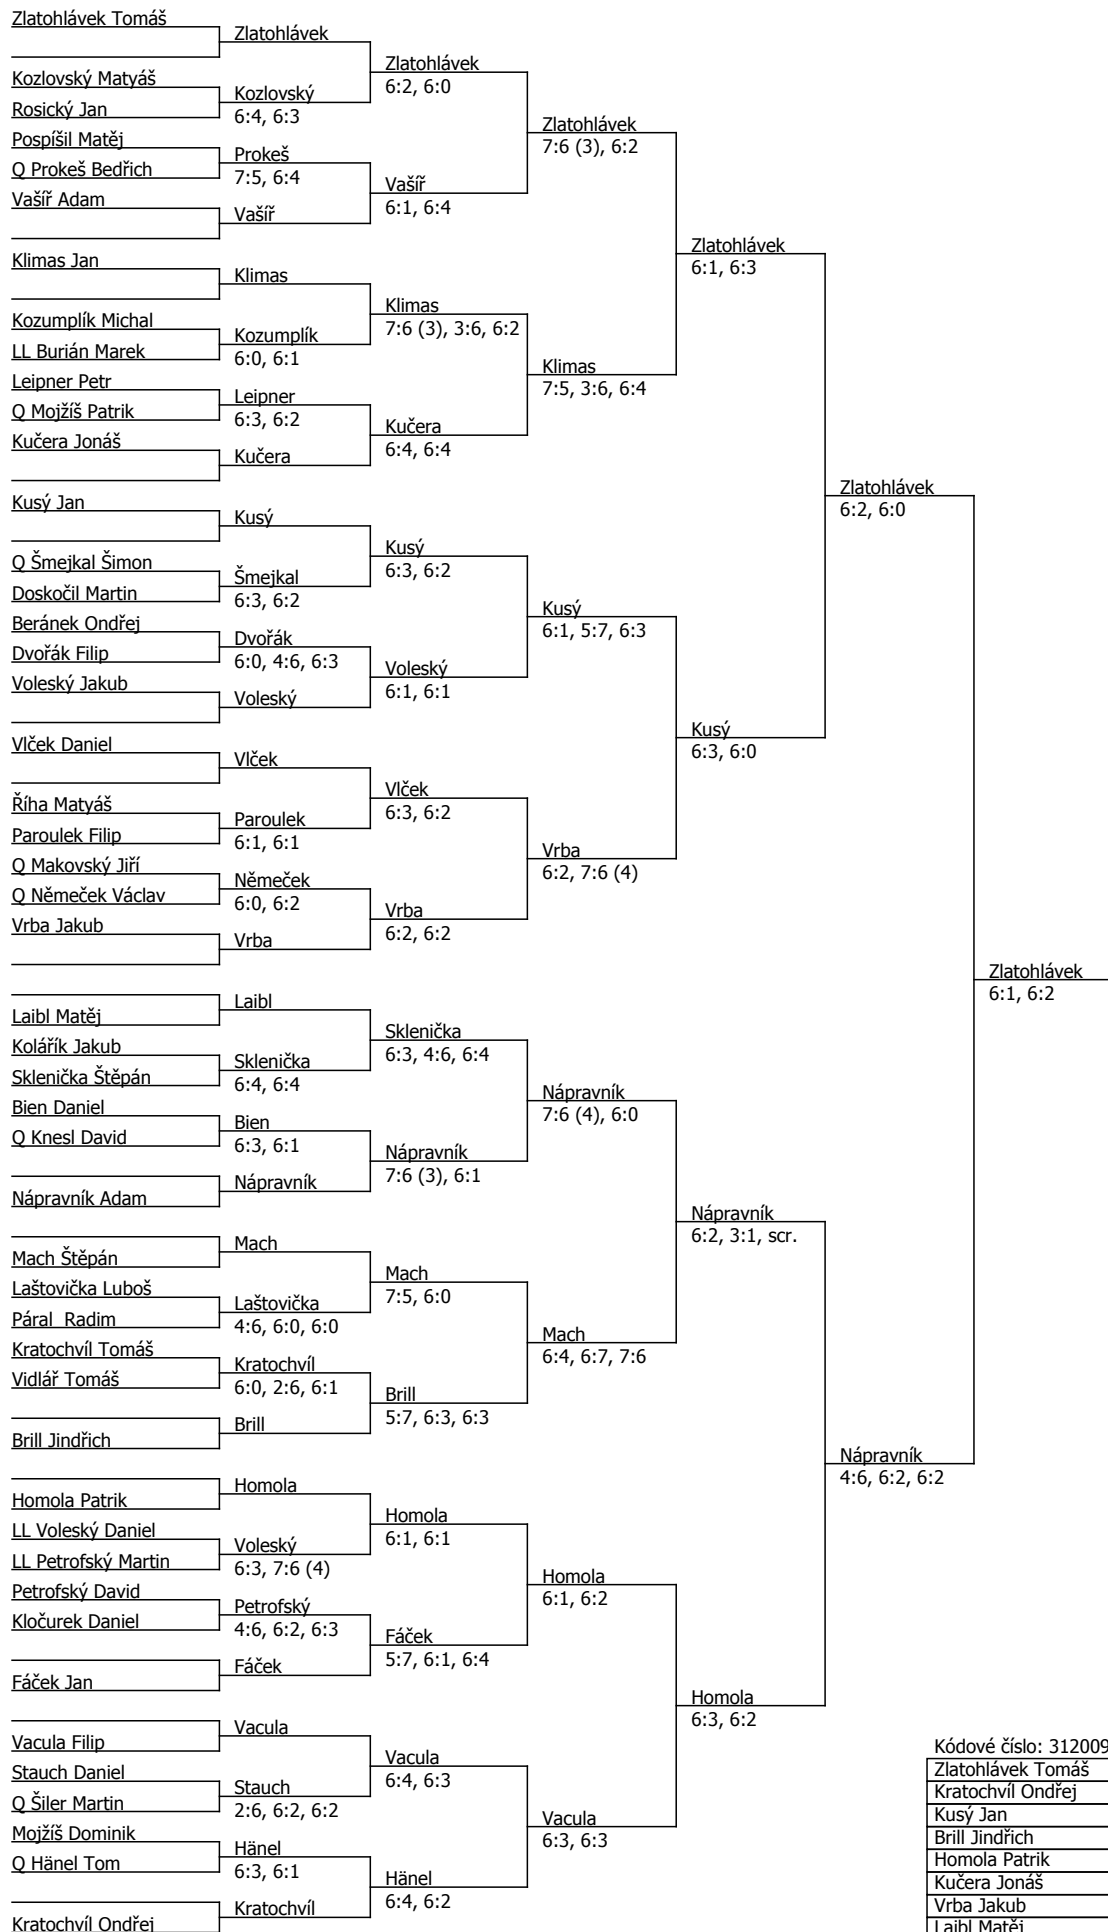 Zlatohlávek Tomáš
Kozlovský Matyáš
Rosický Jan
Pospíšil Matěj
Q Prokeš Bedřich
Vašíř Adam
Klimas Jan
Kozumplík Michal
LL Burián Marek
Leipner Petr
Q Mojžíš Patrik
Kučera Jonáš
Kusý Jan
Q Šmejkal Šimon
Doskočil Martin
Beránek Ondřej
Dvořák Filip
Voleský Jakub
Vlček Daniel
Říha Matyáš
Paroulek Filip
Q Makovský Jiří
Q Němeček Václav
Vrba Jakub
Laibl Matěj
Kolářík Jakub
Sklenička Štěpán
Bien Daniel
Q Knesl David
Nápravník Adam
Mach Štěpán
Laštovička Luboš
Páral  Radim
Kratochvíl Tomáš
Vidlář Tomáš
Brill Jindřich
Homola Patrik
LL Voleský Daniel
LL Petrofský Martin
Petrofský David
Kločurek Daniel
Fáček Jan
Vacula Filip
Stauch Daniel
Q Šiler Martin
Mojžíš Dominik
Q Hänel Tom
Kratochvíl Ondřej
Zlatohlávek
Kozlovský
6:4, 6:3
Prokeš
7:5, 6:4
Vašíř
Klimas
Kozumplík
6:0, 6:1
Leipner
6:3, 6:2
Kučera
Kusý
Šmejkal
6:3, 6:2
Dvořák
6:0, 4:6, 6:3
Voleský
Vlček
Paroulek
6:1, 6:1
Němeček
6:0, 6:2
Vrba
Laibl
Sklenička
6:4, 6:4
Bien
6:3, 6:1
Nápravník
Mach
Laštovička
4:6, 6:0, 6:0
Kratochvíl
6:0, 2:6, 6:1
Brill
Homola
Voleský
6:3, 7:6 (4)
Petrofský
4:6, 6:2, 6:3
Fáček
Vacula
Stauch
2:6, 6:2, 6:2
Hänel
6:3, 6:1
Kratochvíl
Zlatohlávek
6:2, 6:0
Vašíř
6:1, 6:4
Klimas
7:6 (3), 3:6, 6:2
Kučera
6:4, 6:4
Kusý
6:3, 6:2
Voleský
6:1, 6:1
Vlček
6:3, 6:2
Vrba
6:2, 6:2
Sklenička
6:3, 4:6, 6:4
Nápravník
7:6 (3), 6:1
Mach
7:5, 6:0
Brill
5:7, 6:3, 6:3
Homola
6:1, 6:1
Fáček
5:7, 6:1, 6:4
Vacula
6:4, 6:3
Hänel
6:4, 6:2
Zlatohlávek
7:6 (3), 6:2
Klimas
7:5, 3:6, 6:4
Kusý
6:1, 5:7, 6:3
Vrba
6:2, 7:6 (4)
Nápravník
7:6 (4), 6:0
Mach
6:4, 6:7, 7:6
Homola
6:1, 6:2
Vacula
6:3, 6:3
Zlatohlávek
6:1, 6:3
Kusý
6:3, 6:0
Nápravník
6:2, 3:1, scr.
Homola
6:3, 6:2
Zlatohlávek
6:2, 6:0
Nápravník
4:6, 6:2, 6:2
Zlatohlávek
6:1, 6:2
Kódové číslo: 312009
Zlatohlávek Tomáš
Kratochvíl Ondřej
Kusý Jan
Brill Jindřich
Homola Patrik
Kučera Jonáš
Vrba Jakub
Laibl Matěj